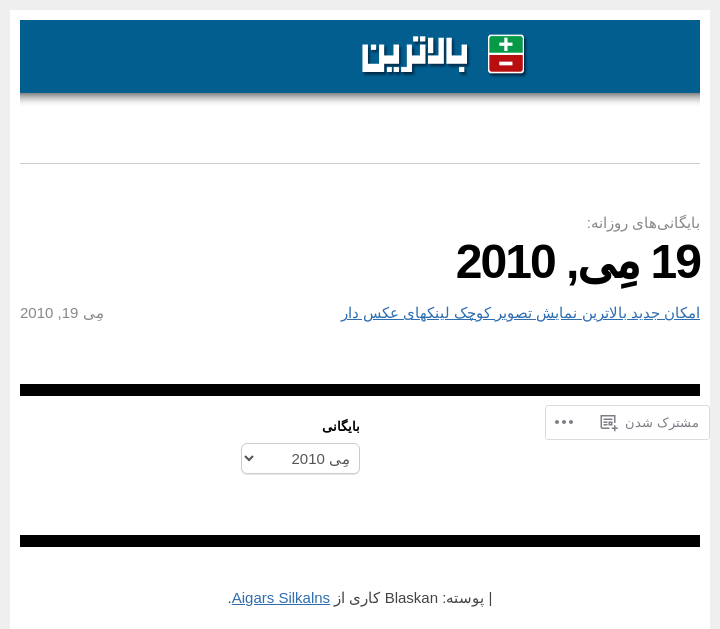 بالاترین
بایگانی‌های روزانه:
19 مِی, 2010
امکان جدید بالاترین نمایش تصویر کوچک لینکهای عکس دار
مِی 19, 2010
مشترک شدن
بایگانی
مِی 2010
| پوسته: Blaskan کاری از Aigars Silkalns.